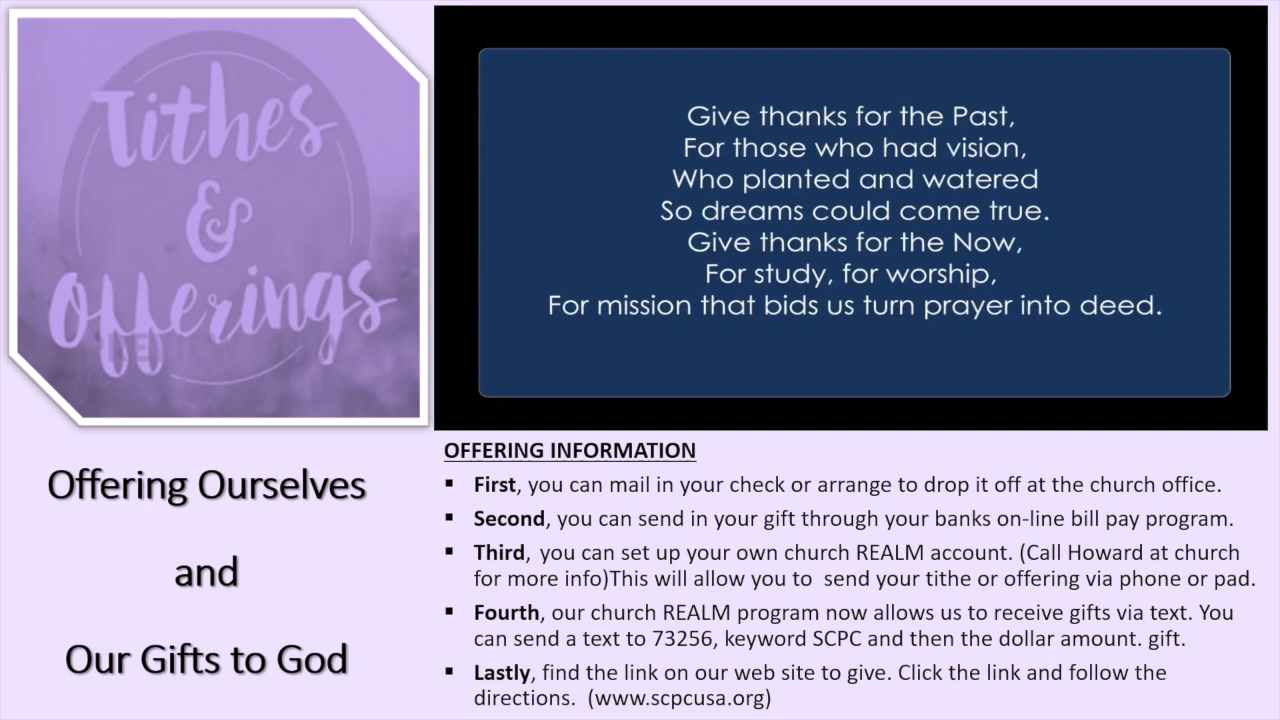 Tithes
&
Offerings
Give thanks for the Past,
For those who had vision,
Who planted and watered
So dreams could come true.
Give thanks for the Now,
For study, for worship,
For mission that bids us turn prayer into deed.
Offering Ourselves
and
Our Gifts to God
OFFERING INFORMATION
▪ First, you can mail in your check or arrange to drop it off at the church office.
▪ Second, you can send in your gift through your banks on-line bill pay program.
▪ Third, you can set up your own church REALM account. (Call Howard at church
for more info)This will allow you to  send your tithe or offering via phone or pad.
▪ Fourth, our church REALM program now allows us to receive gifts via text. You
can send a text to 73256, keyword SCPC and then the dollar amount. gift.
▪ Lastly, find the link on our web site to give. Click the link and follow the
directions.  (www.scpcusa.org)